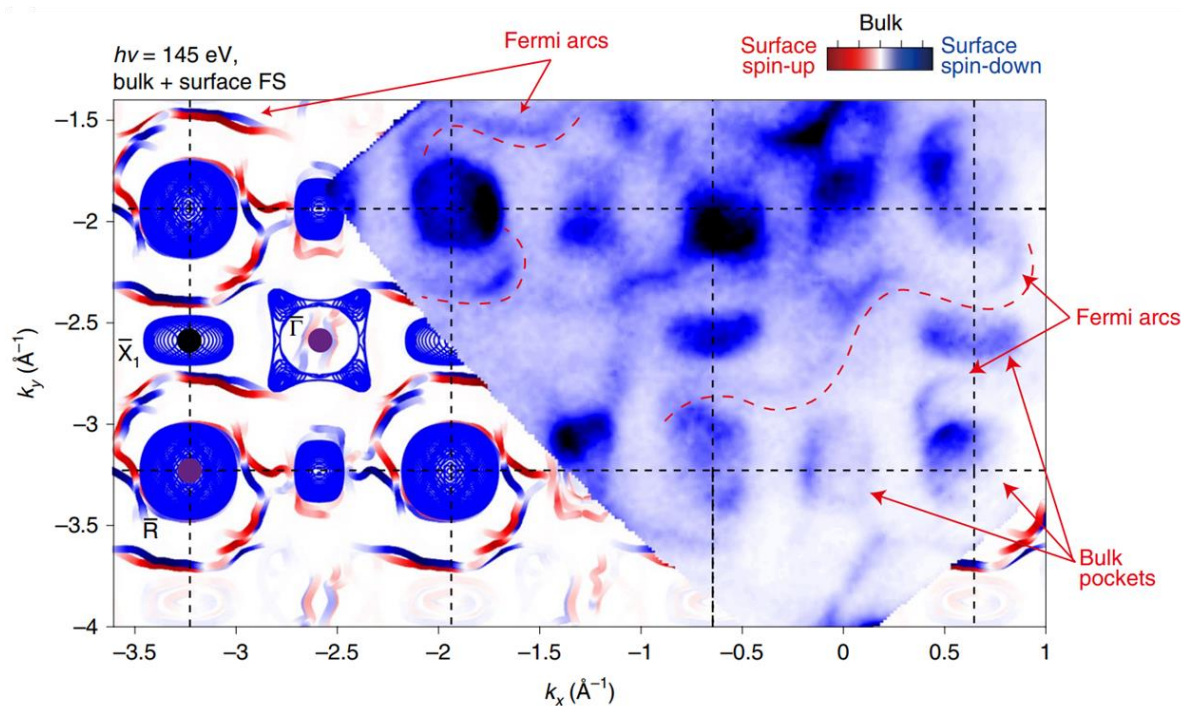 Fermi arcs
Bulk
hν = 145 eV,
bulk + surface FS
Surface
spin-up
Surface
spin-down
−1.5
−2
−2.5
−3
−3.5
−4
k_y (Å⁻¹)
Γ̅
X̅₁
R̅
Fermi arcs
Bulk
pockets
−3.5
−3
−2.5
−2
−1.5
−1
−0.5
0
0.5
1
k_x (Å⁻¹)